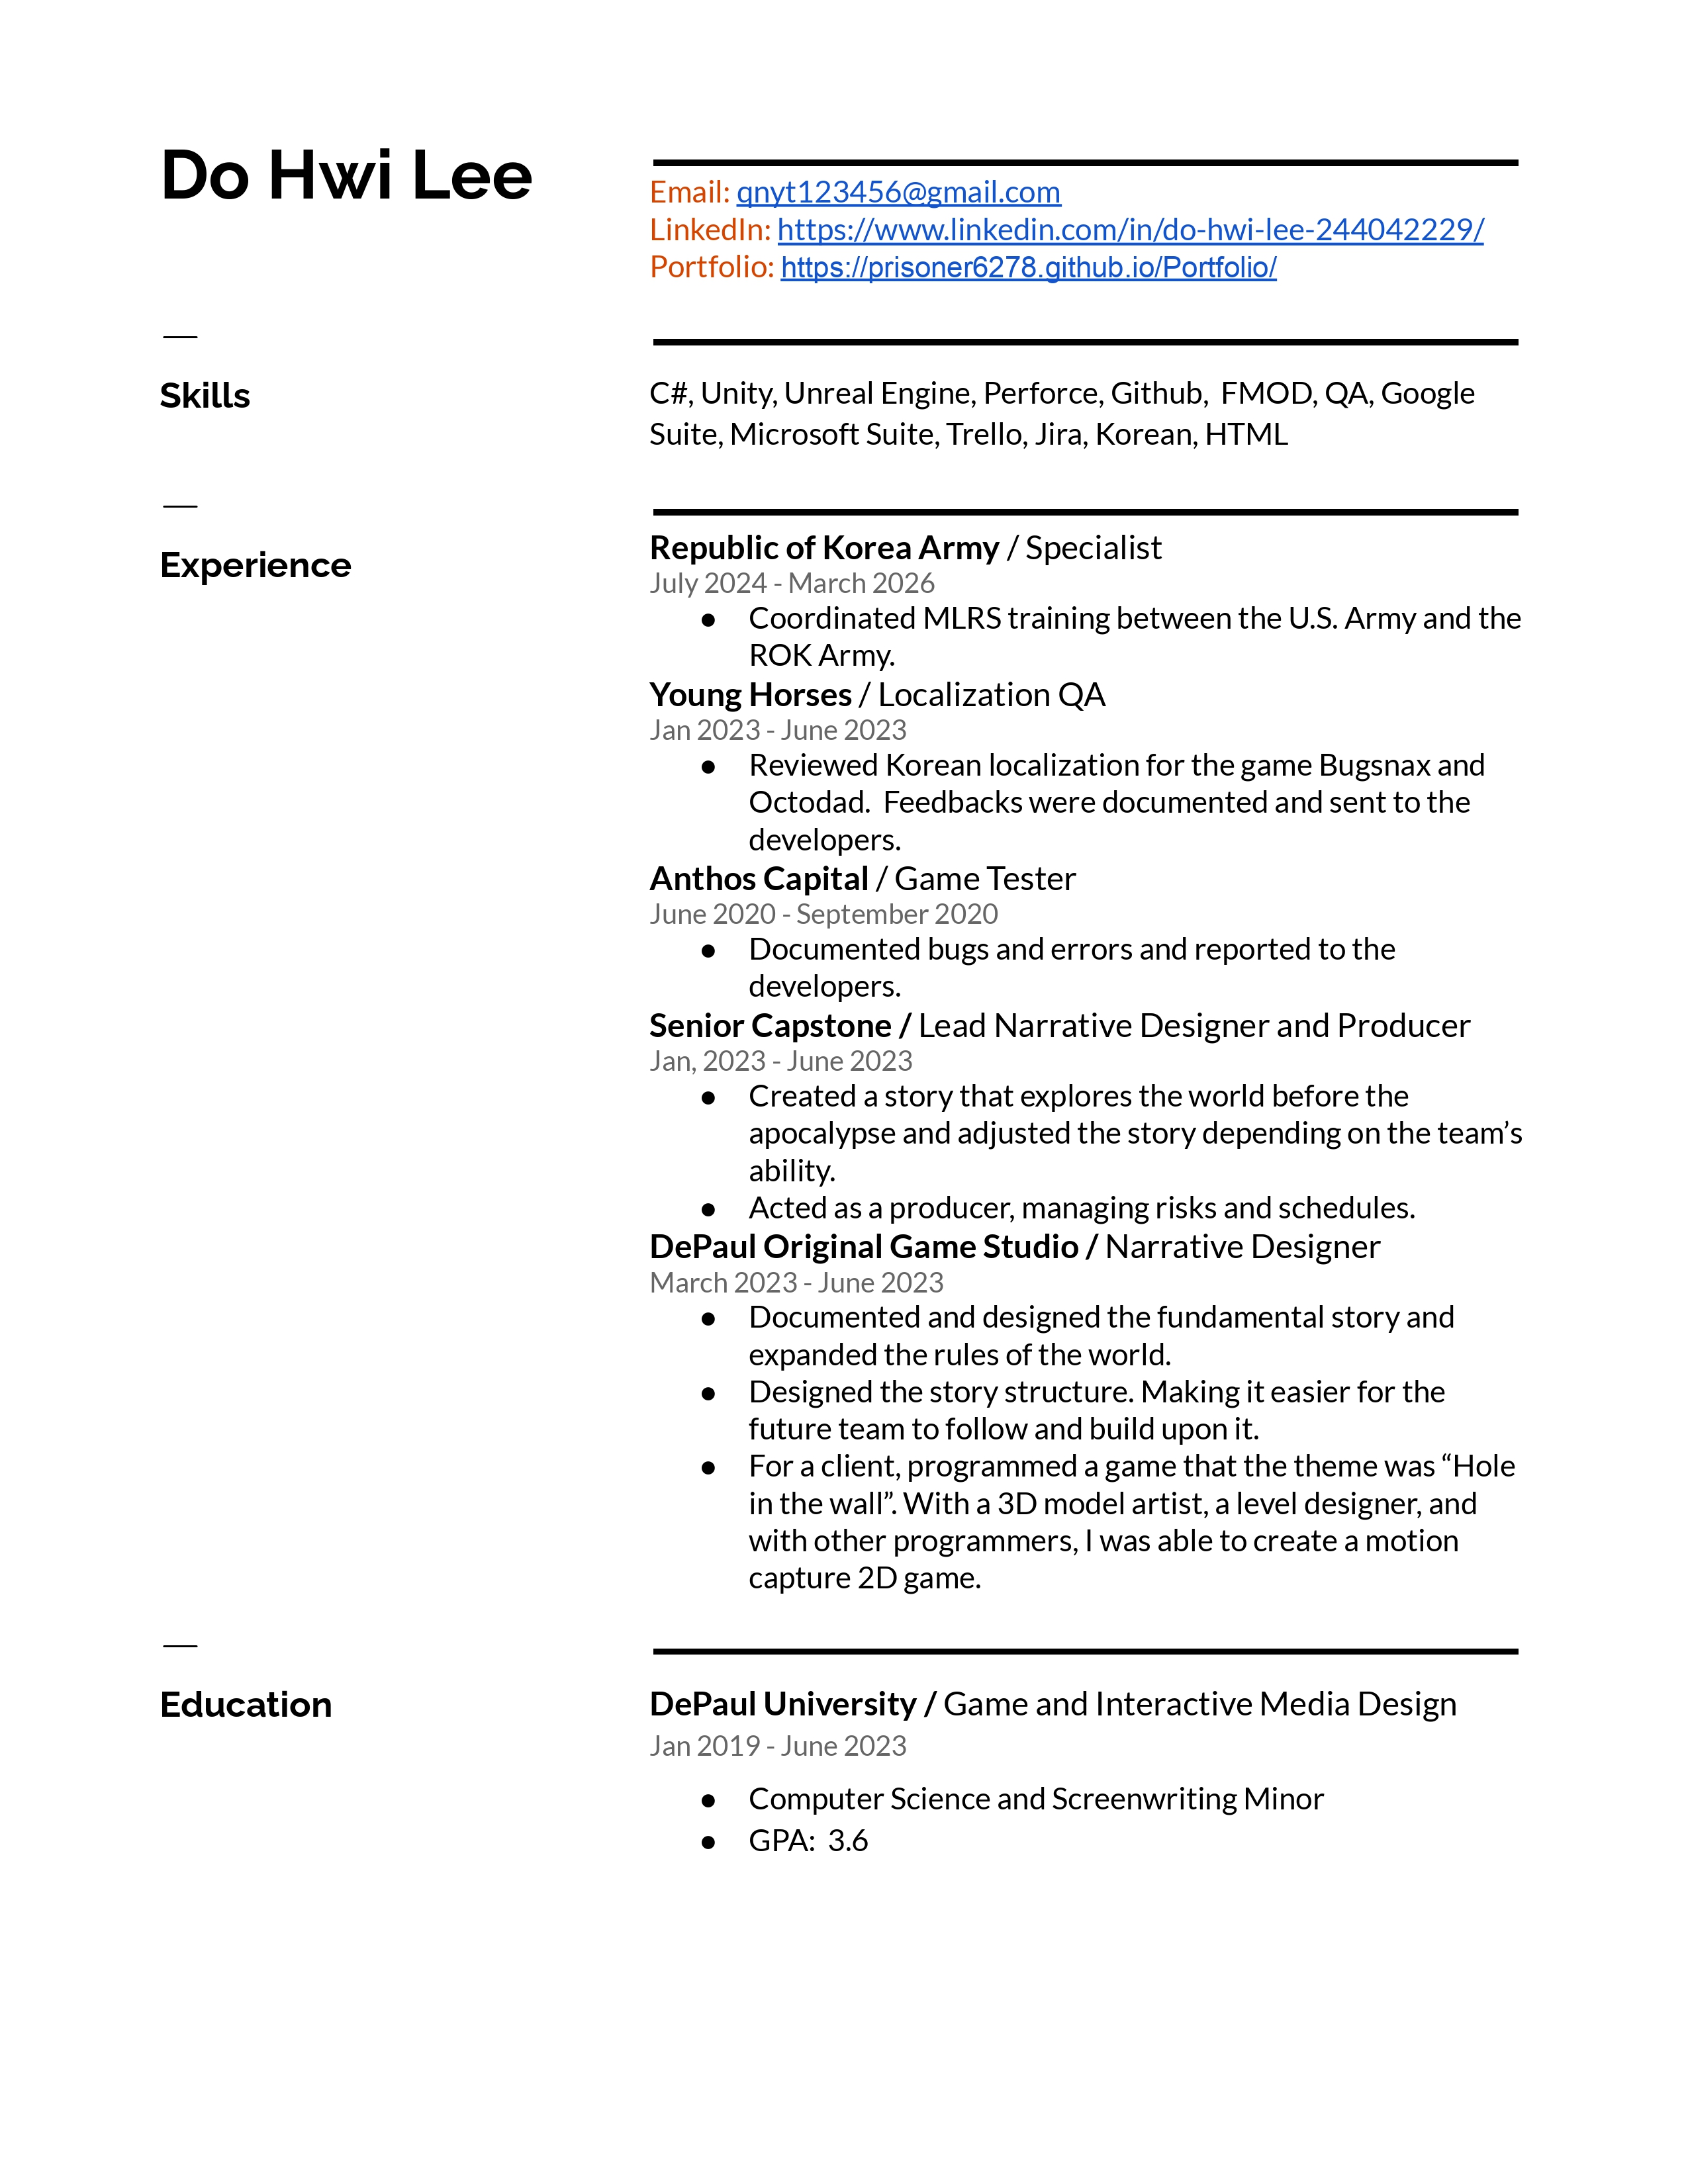 Do Hwi Lee
Email: qnyt123456@gmail.com
LinkedIn: https://www.linkedin.com/in/do-hwi-lee-244042229/
Portfolio: https://prisoner6278.github.io/Portfolio/
Skills
C#, Unity, Unreal Engine, Perforce, Github,  FMOD, QA, Google
Suite, Microsoft Suite, Trello, Jira, Korean, HTML
Experience
Republic of Korea Army / Specialist
July 2024 - March 2026
● Coordinated MLRS training between the U.S. Army and the
ROK Army.
Young Horses / Localization QA
Jan 2023 - June 2023
● Reviewed Korean localization for the game Bugsnax and
Octodad.  Feedbacks were documented and sent to the
developers.
Anthos Capital / Game Tester
June 2020 - September 2020
● Documented bugs and errors and reported to the
developers.
Senior Capstone / Lead Narrative Designer and Producer
Jan, 2023 - June 2023
● Created a story that explores the world before the
apocalypse and adjusted the story depending on the team’s
ability.
● Acted as a producer, managing risks and schedules.
DePaul Original Game Studio / Narrative Designer
March 2023 - June 2023
● Documented and designed the fundamental story and
expanded the rules of the world.
● Designed the story structure. Making it easier for the
future team to follow and build upon it.
● For a client, programmed a game that the theme was “Hole
in the wall”. With a 3D model artist, a level designer, and
with other programmers, I was able to create a motion
capture 2D game.
Education
DePaul University / Game and Interactive Media Design
Jan 2019 - June 2023
● Computer Science and Screenwriting Minor
● GPA:  3.6